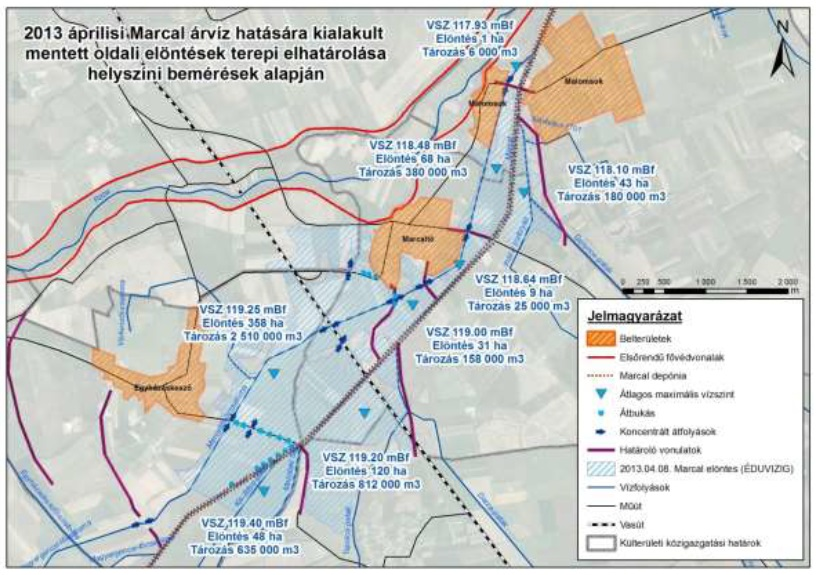 2013 áprilisi Marcal árvíz hatására kialakult
mentett oldali elöntések terepi elhatárolása
helyszíni bemérések alapján
VSZ 117.93 mBf
Elöntés 1 ha
Tározás 6 000 m3
N
Malomsok
VSZ 118.48 mBf
Elöntés 68 ha
Tározás 380 000 m3
VSZ 118.10 mBf
Elöntés 43 ha
Tározás 180 000 m3
Marcaltő
VSZ 118.64 mBf
Elöntés 9 ha
Tározás 25 000 m3
0 250 500 1 000 1 500 2 000
m
VSZ 119.25 mBf
Elöntés 358 ha
Tározás 2 510 000 m3
VSZ 119.00 mBf
Elöntés 31 ha
Tározás 158 000 m3
Egyházaskesző
VSZ 119.20 mBf
Elöntés 120 ha
Tározás 812 000 m3
VSZ 119.40 mBf
Elöntés 48 ha
Tározás 635 000 m3
Jelmagyarázat
Belterületek
Elsőrendű fővédvonalak
Marcal depónia
Átlagos maximális vízszint
Átbukás
Koncentrált átfolyások
Határoló vonulatok
2013.04.08. Marcal elöntes (ÉDUVIZIG)
Vízfolyások
Műút
Vasút
Külterületi közigazgatási határok